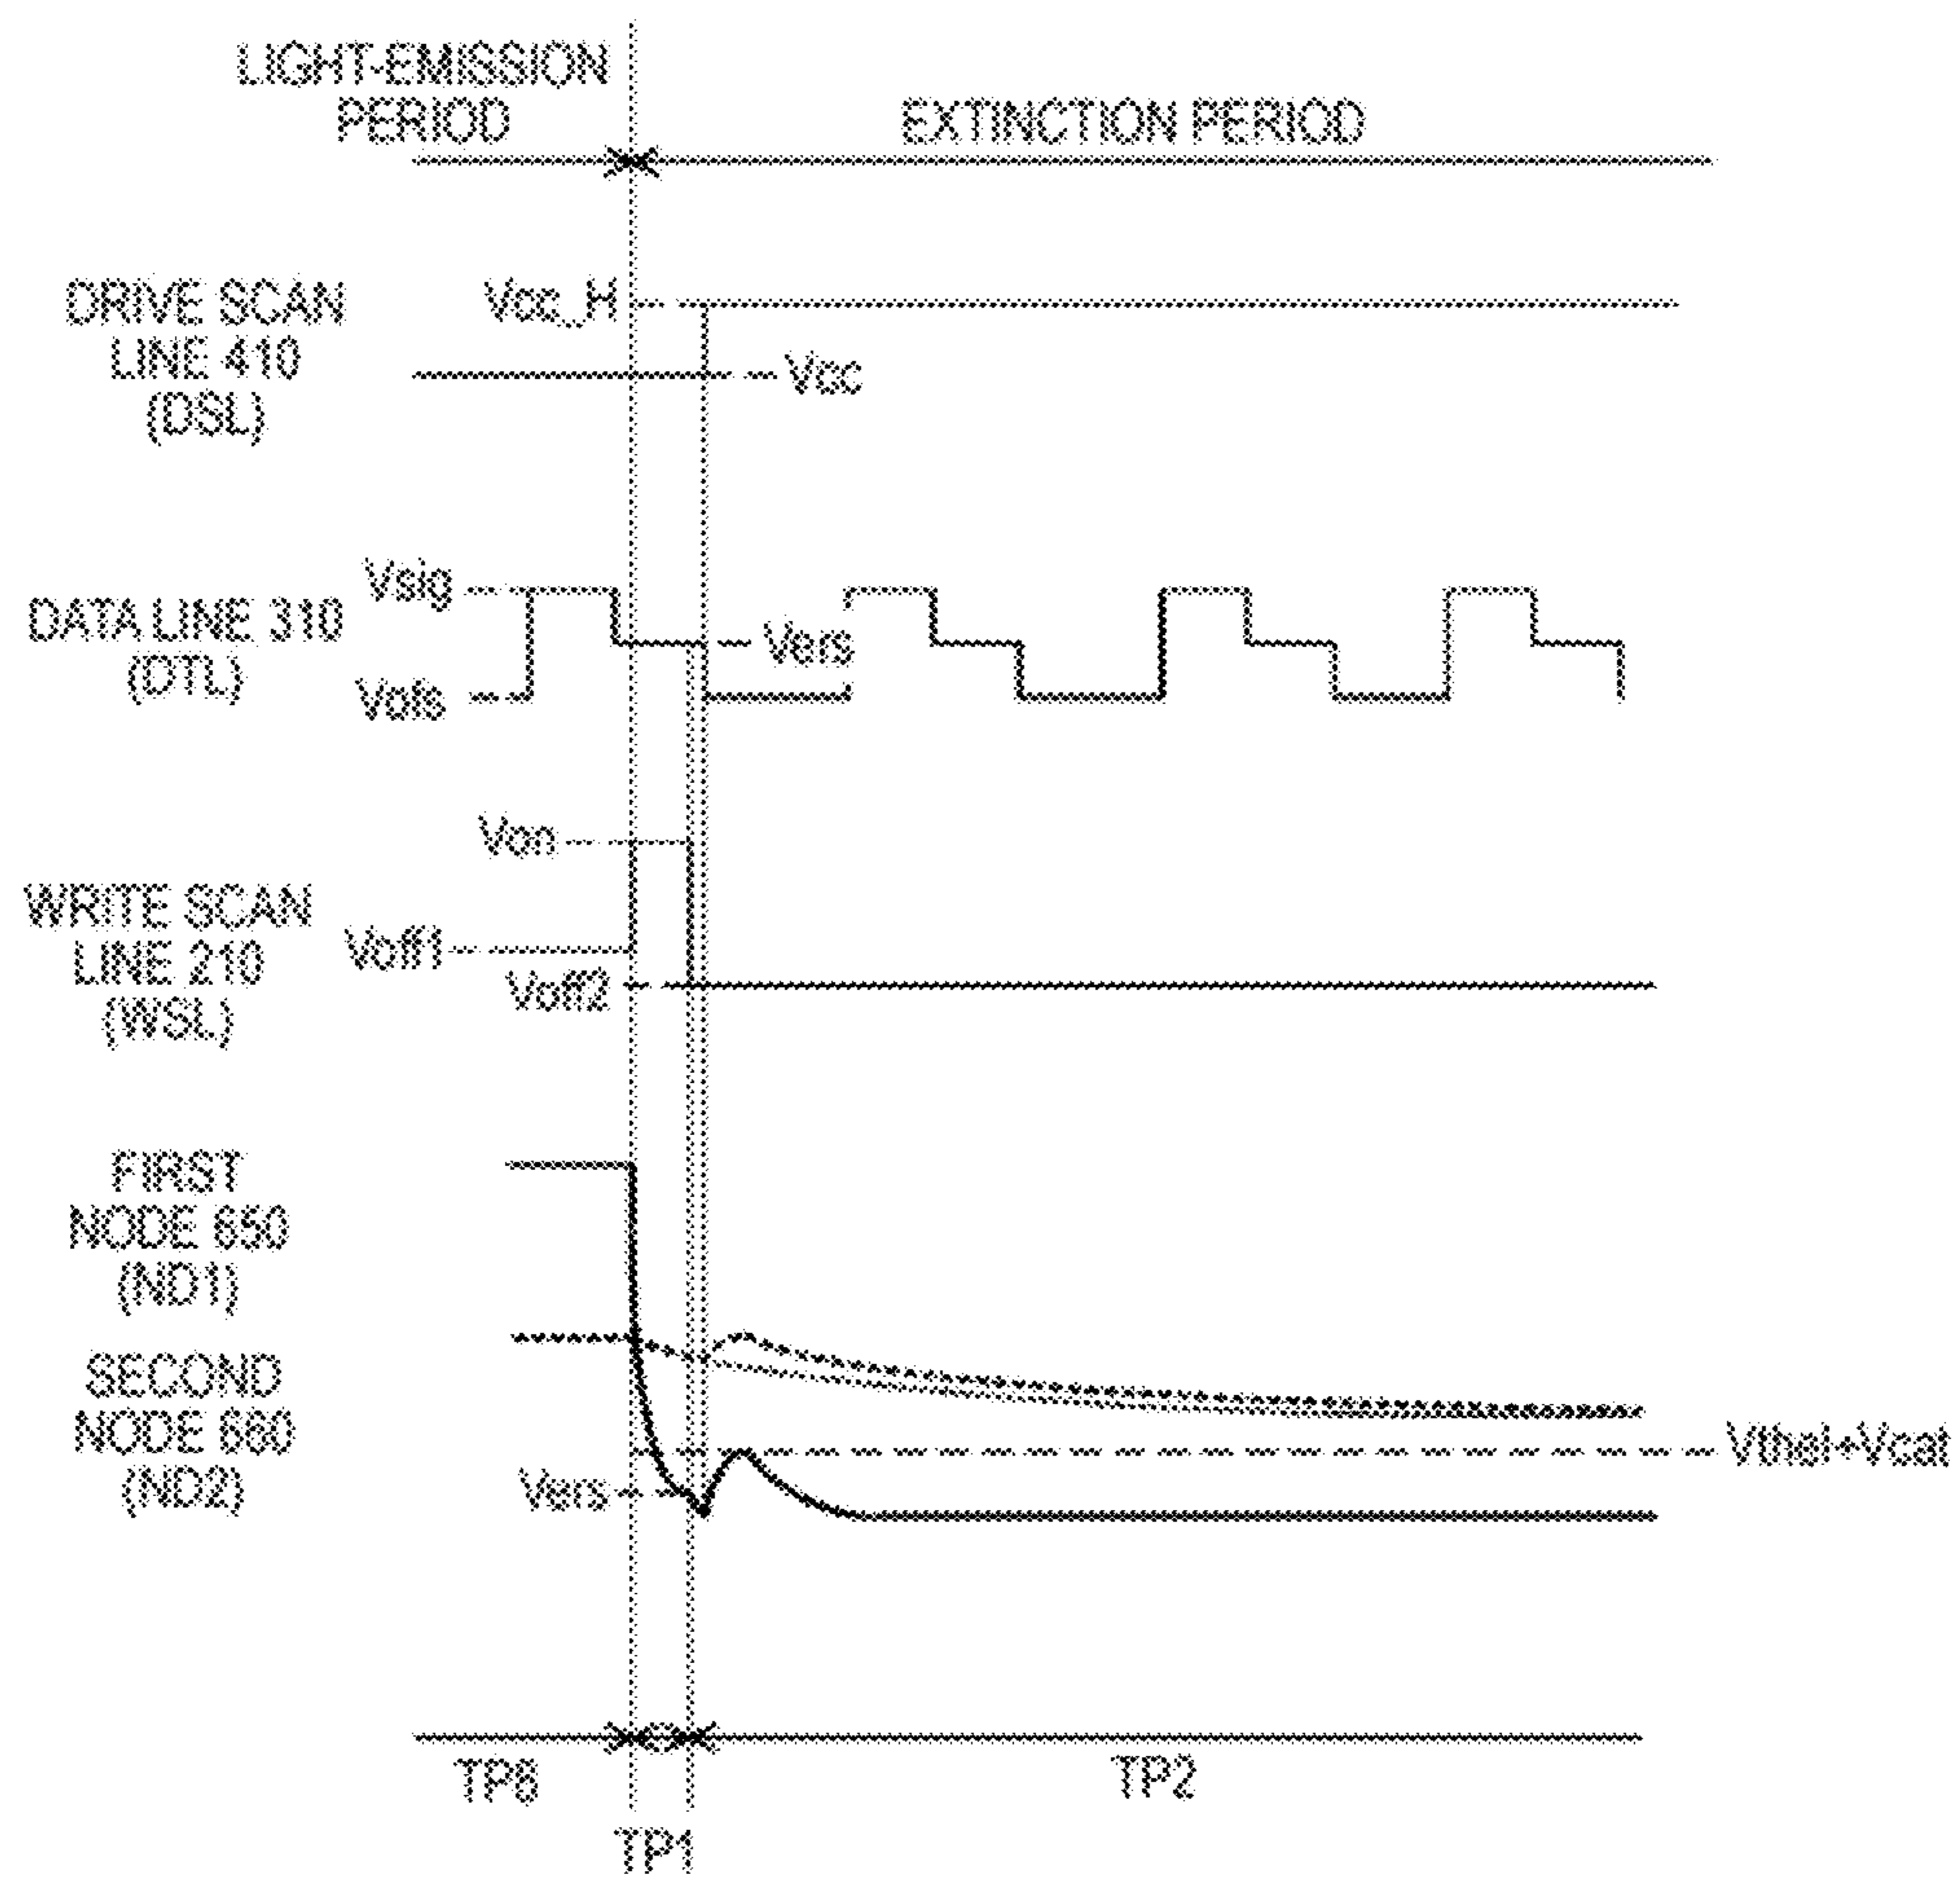 LIGHT-EMISSION
PERIOD
EXTINCTION PERIOD
DRIVE SCAN
LINE 410
(DSL)
Vcc_H
Vcc
DATA LINE 310
(DTL)
Vsig
Vofs
Vers
WRITE SCAN
LINE 210
(WSL)
Von
Voff1
Voff2
FIRST
NODE 650
(ND1)
SECOND
NODE 660
(ND2)
Vers
Vthel+Vcat
TP8
TP2
TP1